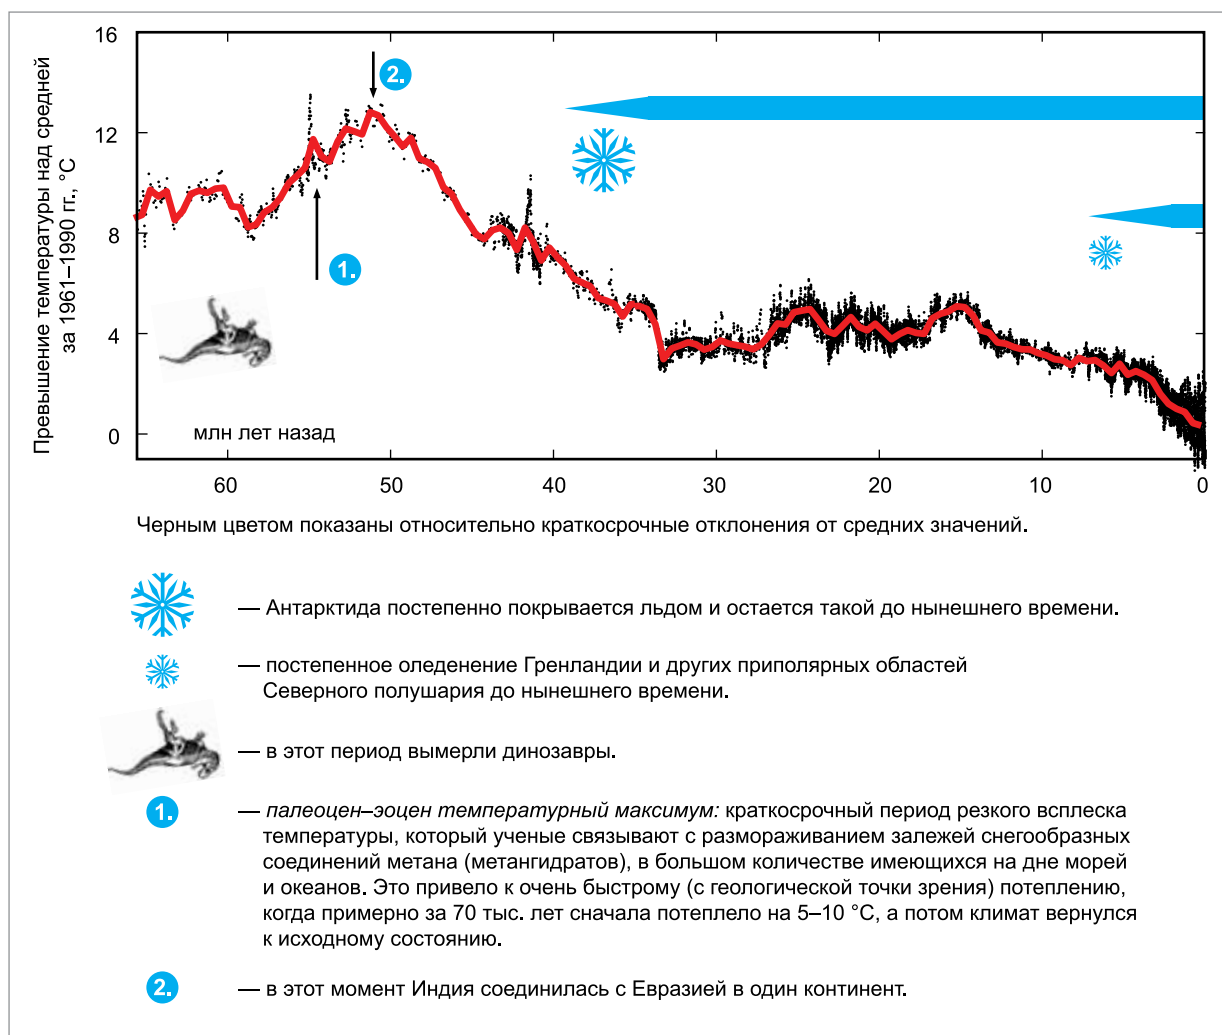 Превышение температуры над средней
за 1961–1990 гг., °C
16
12
8
4
0
2.
1.
млн лет назад
60
50
40
30
20
10
0
Черным цветом показаны относительно краткосрочные отклонения от средних значений.
— Антарктида постепенно покрывается льдом и остается такой до нынешнего времени.
— постепенное оледенение Гренландии и других приполярных областей
Северного полушария до нынешнего времени.
— в этот период вымерли динозавры.
1. — палеоцен–эоцен температурный максимум: краткосрочный период резкого всплеска
температуры, который ученые связывают с размораживанием залежей снегообразных
соединений метана (метангидратов), в большом количестве имеющихся на дне морей
и океанов. Это привело к очень быстрому (с геологической точки зрения) потеплению,
когда примерно за 70 тыс. лет сначала потеплело на 5–10 °C, а потом климат вернулся
к исходному состоянию.
2. — в этот момент Индия соединилась с Евразией в один континент.